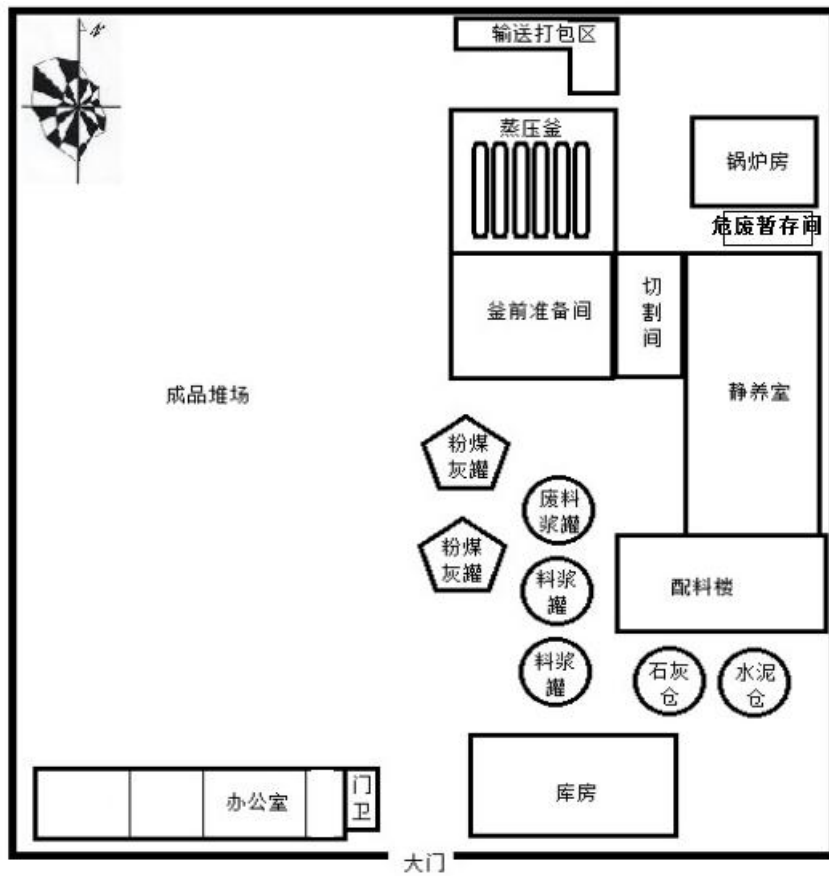 N
输送打包区
蒸压釜
锅炉房
危废暂存间
釜前准备间
切
割
间
成品堆场
静养室
粉煤
灰罐
废料
浆罐
粉煤
灰罐
料浆
罐
配料楼
料浆
罐
石灰
仓
水泥
仓
办公室
门
卫
库房
大门